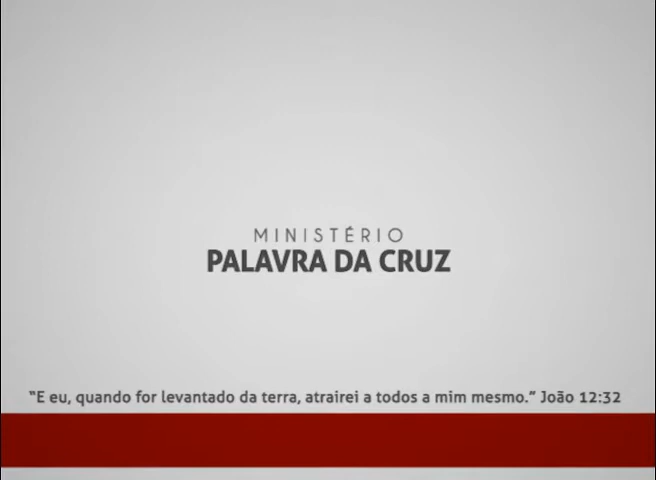 MINISTÉRIO
PALAVRA DA CRUZ
“E eu, quando for levantado da terra, atrairei a todos a mim mesmo.” João 12:32